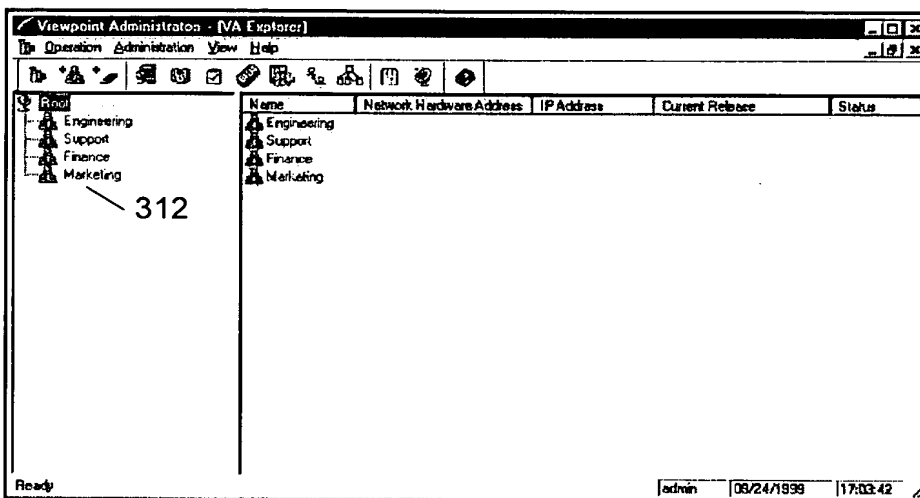 Viewpoint Administrator - [VA Explorer]
Operation Administration View Help
Root
Engineering
Support
Finance
Marketing
312
Name Network Hardware Address IP Address Current Release Status
Engineering
Support
Finance
Marketing
Ready
admin 09/24/1999 17:03:42